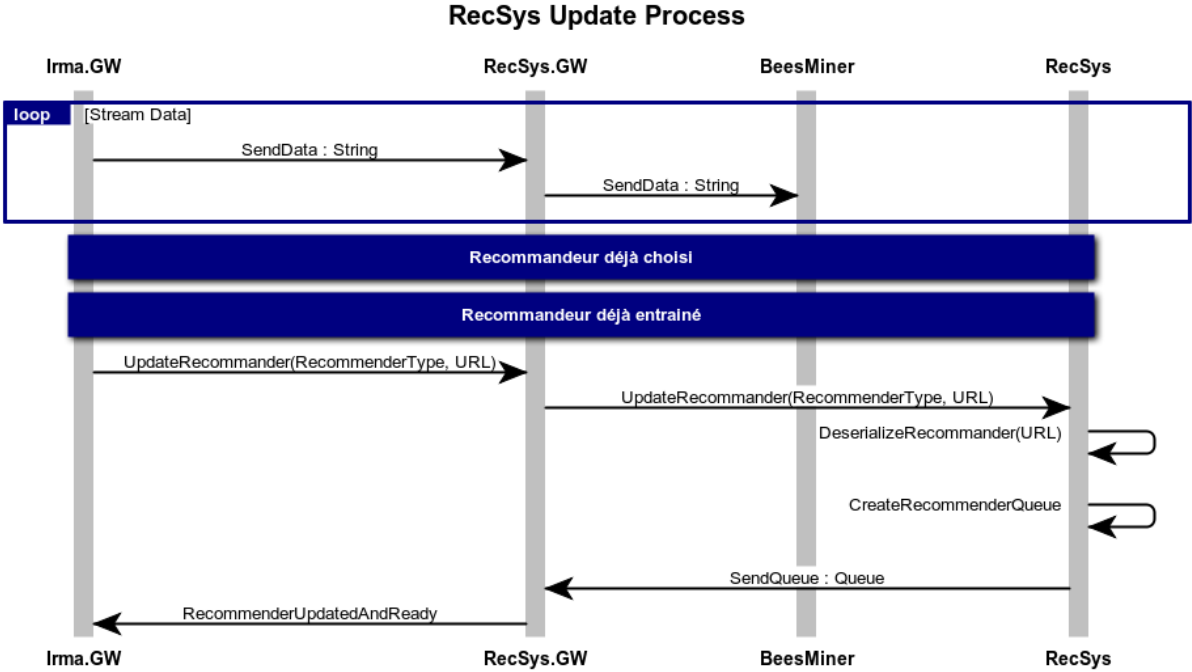 RecSys Update Process
Irma.GW
RecSys.GW
BeesMiner
RecSys
loop
[Stream Data]
SendData : String
SendData : String
Recommandeur déjà choisi
Recommandeur déjà entrainé
UpdateRecommander(RecommenderType, URL)
UpdateRecommander(RecommenderType, URL)
DeserializeRecommander(URL)
CreateRecommenderQueue
SendQueue : Queue
RecommenderUpdatedAndReady
Irma.GW
RecSys.GW
BeesMiner
RecSys